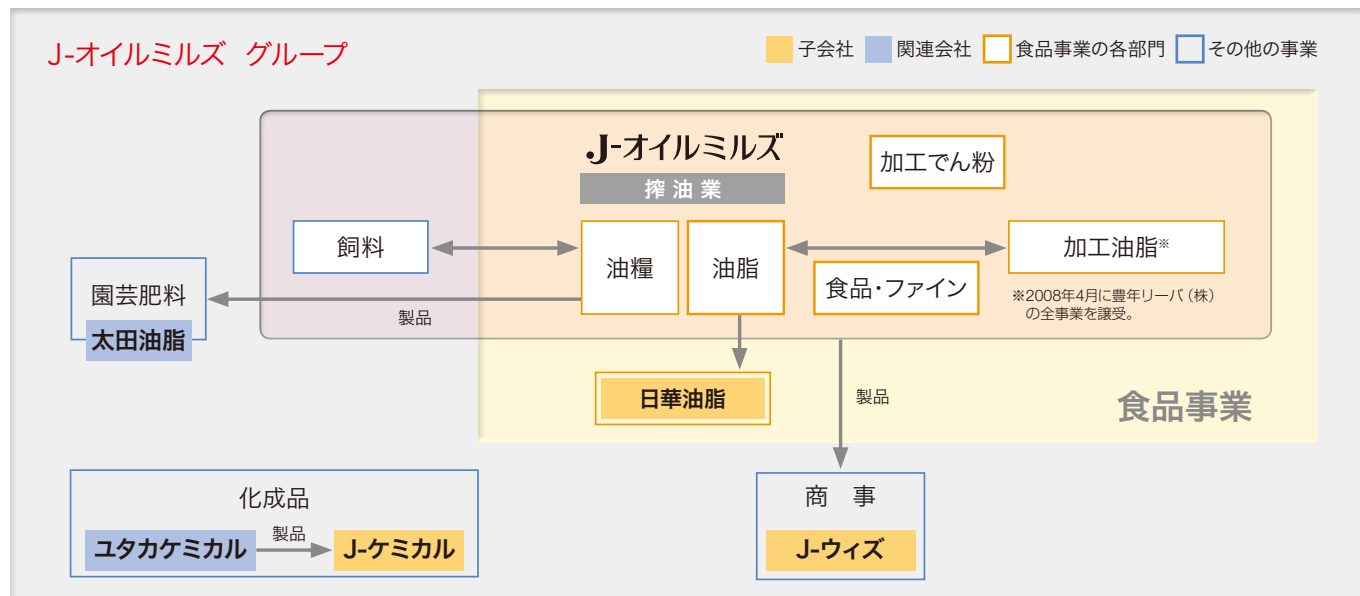 J-オイルミルズ グループ
子会社 関連会社 食品事業の各部門 その他の事業
J-オイルミルズ
搾油業
加工でん粉
飼料
油糧
油脂
加工油脂※
食品・ファイン
※2008年4月に豊年リーバ(株)
の全事業を譲受。
園芸肥料
太田油脂
製品
日華油脂
製品
食品事業
化成品
ユタカケミカル
製品
J-ケミカル
商 事
J-ウィズ